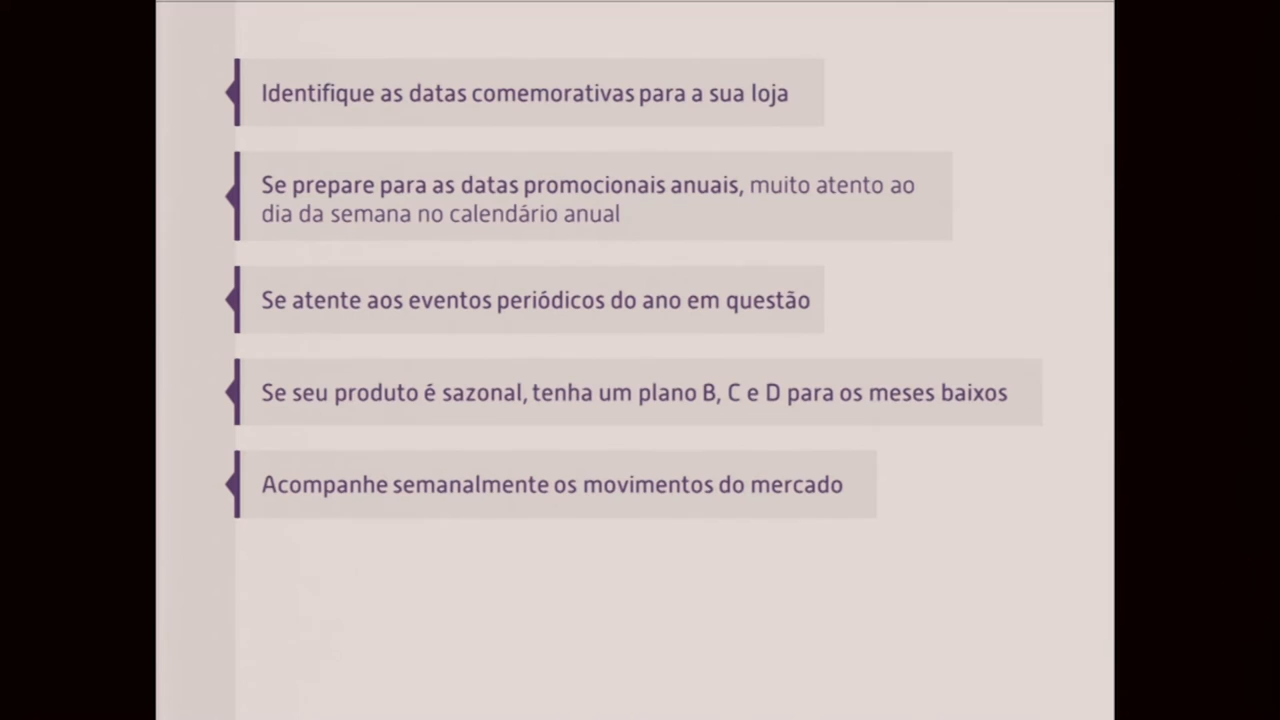 Identifique as datas comemorativas para a sua loja
Se prepare para as datas promocionais anuais, muito atento ao
dia da semana no calendário anual
Se atente aos eventos periódicos do ano em questão
Se seu produto é sazonal, tenha um plano B, C e D para os meses baixos
Acompanhe semanalmente os movimentos do mercado